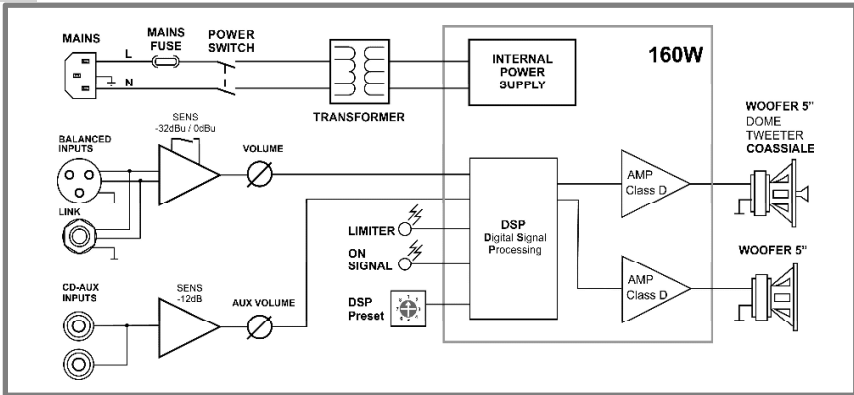 MAINS
MAINS
FUSE
POWER
SWITCH
L
N
TRANSFORMER
INTERNAL
POWER
SUPPLY
160W
SENS
-32dBu / 0dBu
BALANCED
INPUTS
VOLUME
LINK
LIMITER
ON
SIGNAL
DSP
Digital Signal
Processing
AMP
Class D
WOOFER 5"
DOME
TWEETER
COASSIALE
CD-AUX
INPUTS
SENS
-12dB
AUX VOLUME
DSP
Preset
AMP
Class D
WOOFER 5"